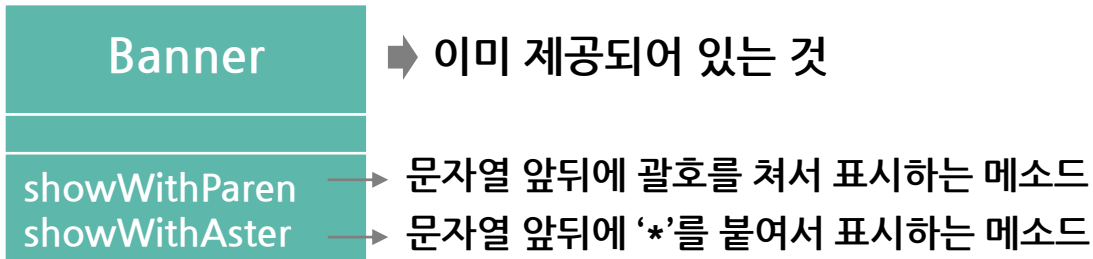 Banner 이미 제공되어 있는 것
showWithParen 문자열 앞뒤에 괄호를 쳐서 표시하는 메소드
showWithAster 문자열 앞뒤에 ‘*’를 붙여서 표시하는 메소드